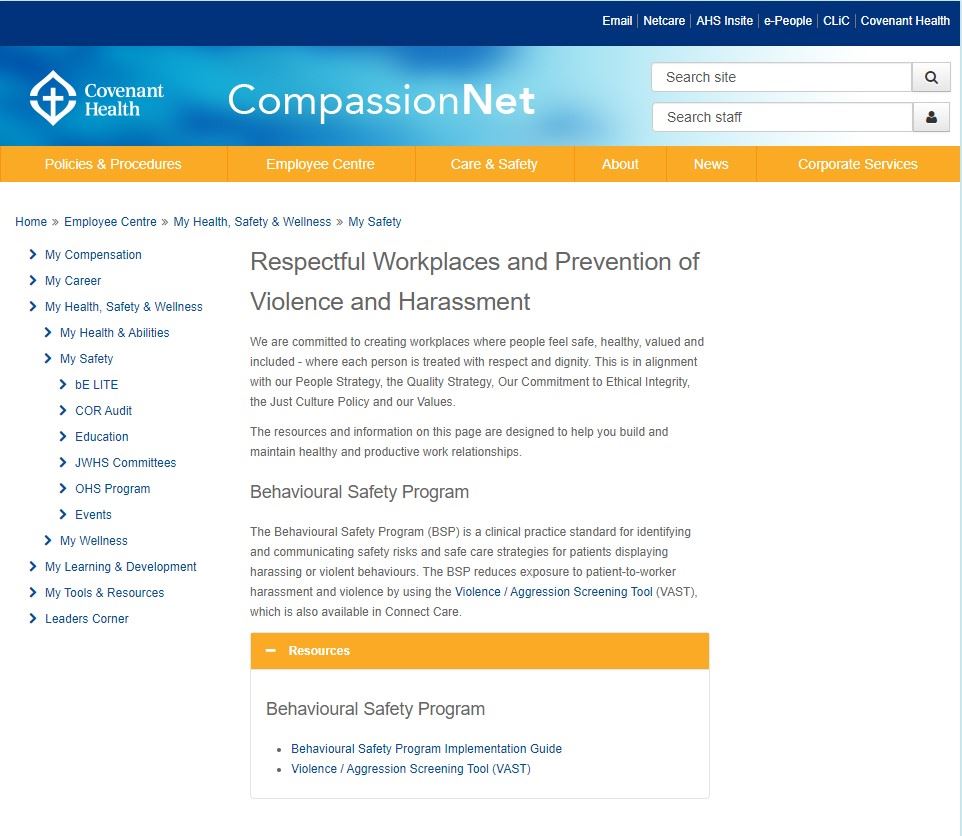 Email | Netcare | AHS Insite | e-People | CLiC | Covenant Health
Covenant
Health
CompassionNet
Search site
Search staff
Policies & Procedures
Employee Centre
Care & Safety
About
News
Corporate Services
Home » Employee Centre » My Health, Safety & Wellness » My Safety
My Compensation
My Career
My Health, Safety & Wellness
My Health & Abilities
My Safety
bE LITE
COR Audit
Education
JWHS Committees
OHS Program
Events
My Wellness
My Learning & Development
My Tools & Resources
Leaders Corner
Respectful Workplaces and Prevention of
Violence and Harassment
We are committed to creating workplaces where people feel safe, healthy, valued and
included - where each person is treated with respect and dignity. This is in alignment
with our People Strategy, the Quality Strategy, Our Commitment to Ethical Integrity,
the Just Culture Policy and our Values.
The resources and information on this page are designed to help you build and
maintain healthy and productive work relationships.
Behavioural Safety Program
The Behavioural Safety Program (BSP) is a clinical practice standard for identifying
and communicating safety risks and safe care strategies for patients displaying
harassing or violent behaviours. The BSP reduces exposure to patient-to-worker
harassment and violence by using the Violence / Aggression Screening Tool (VAST),
which is also available in Connect Care.
Resources
Behavioural Safety Program
• Behavioural Safety Program Implementation Guide
• Violence / Aggression Screening Tool (VAST)